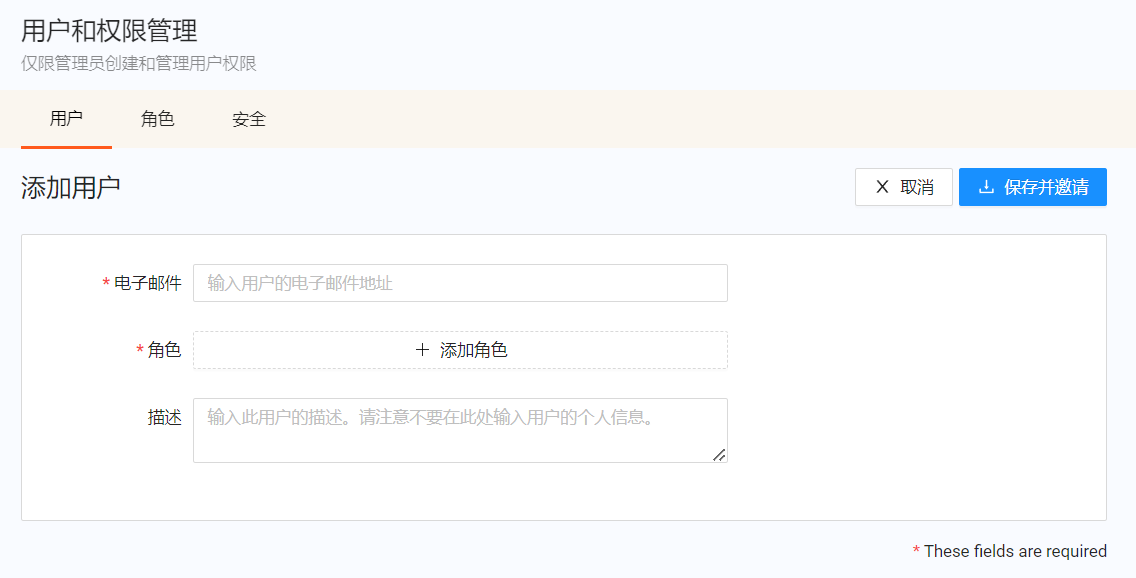 用户和权限管理
仅限管理员创建和管理用户权限
用户 角色 安全
添加用户
取消 保存并邀请
* 电子邮件 输入用户的电子邮件地址
* 角色 添加角色
描述 输入此用户的描述。请注意不要在此处输入用户的个人信息。
* These fields are required